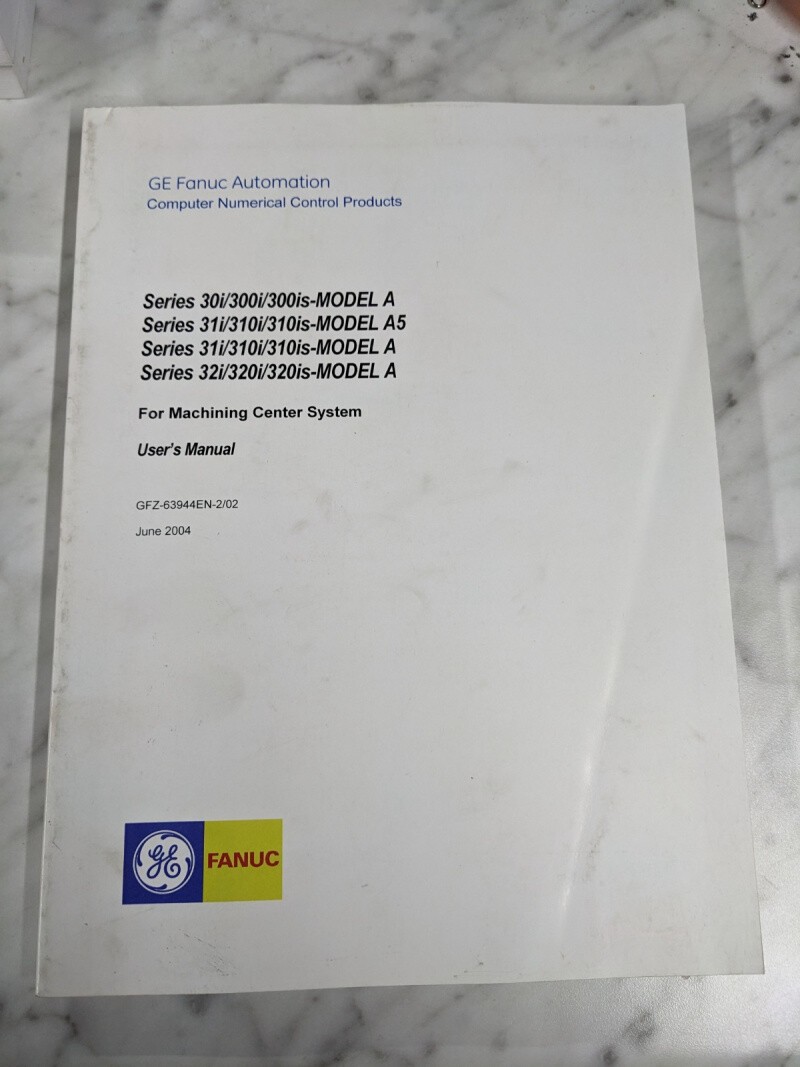 GE Fanuc Automation
Computer Numerical Control Products
Series 30i/300i/300is-MODEL A
Series 31i/310i/310is-MODEL A5
Series 31i/310i/310is-MODEL A
Series 32i/320i/320is-MODEL A
For Machining Center System
User's Manual
GFZ-63944EN-2/02
June 2004
GE FANUC